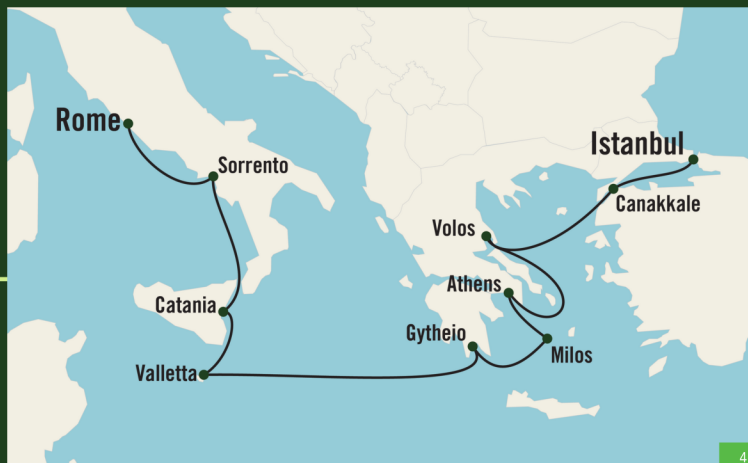 Rome
Sorrento
Istanbul
Canakkale
Volos
Athens
Catania
Gytheio
Milos
Valletta
4